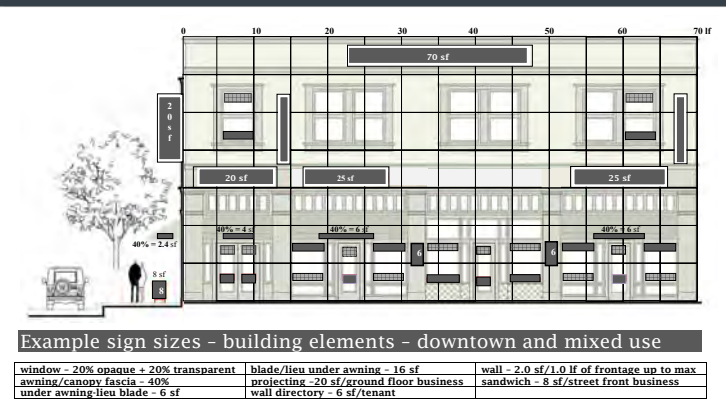 0 10 20 30 40 50 60 70 lf
70 sf
20 sf
20 sf
25 sf
25 sf
40% = 4 sf
40% = 6 sf
40% = 6 sf
40% = 2.4 sf
6
6
8 sf
8
Example sign sizes – building elements – downtown and mixed use
window – 20% opaque + 20% transparent
blade/lieu under awning – 16 sf
wall – 2.0 sf/1.0 lf of frontage up to max
awning/canopy fascia – 40%
projecting –20 sf/ground floor business
sandwich – 8 sf/street front business
under awning-lieu blade – 6 sf
wall directory – 6 sf/tenant